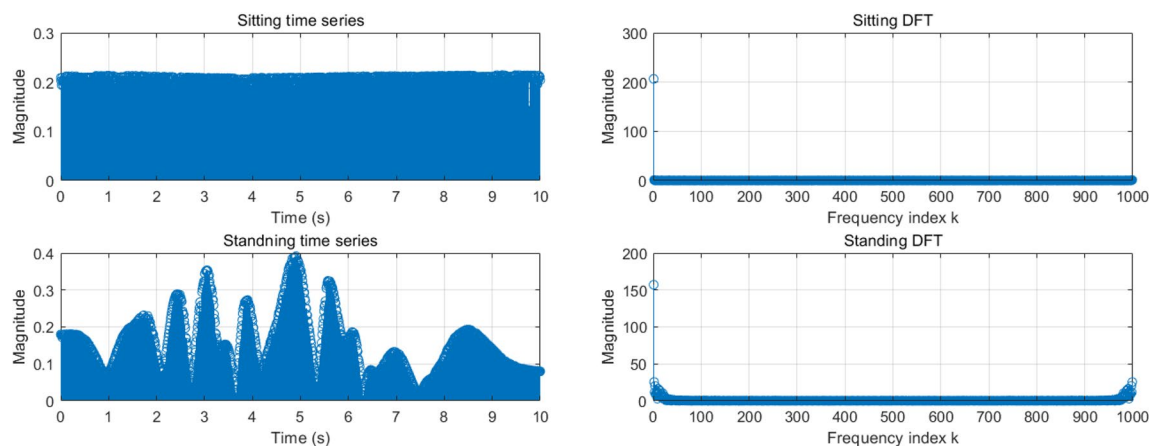 Sitting time series
0.3
0.2
0.1
0
Magnitude
0 1 2 3 4 5 6 7 8 9 10
Time (s)
Sitting DFT
300
200
100
0
Magnitude
0 100 200 300 400 500 600 700 800 900 1000
Frequency index k
Standning time series
0.4
0.3
0.2
0.1
0
Magnitude
0 1 2 3 4 5 6 7 8 9 10
Time (s)
Standing DFT
200
150
100
50
0
Magnitude
0 100 200 300 400 500 600 700 800 900 1000
Frequency index k